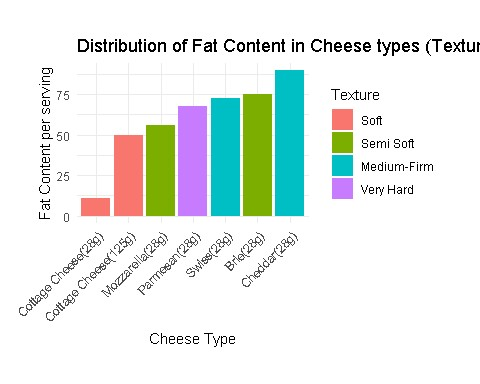 Distribution of Fat Content in Cheese types (Textur
Fat Content per serving
75
50
25
0
Cottage Cheese(28g)
Cottage Cheese(125g)
Mozzarella(28g)
Parmesan(28g)
Swiss(28g)
Brie(28g)
Cheddar(28g)
Cheese Type
Texture
Soft
Semi Soft
Medium-Firm
Very Hard